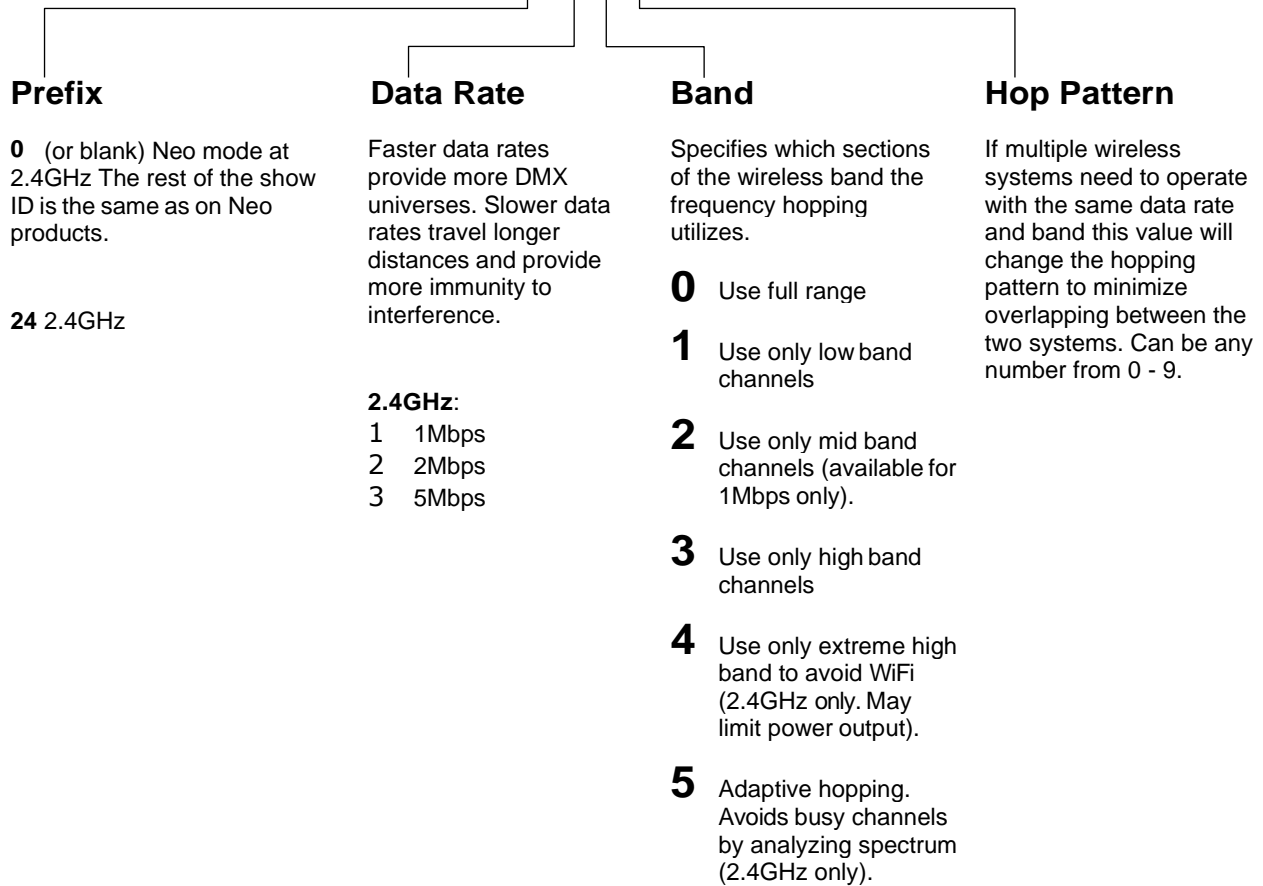 Prefix
0 (or blank) Neo mode at
2.4GHz The rest of the show
ID is the same as on Neo
products.
24 2.4GHz
Data Rate
Faster data rates
provide more DMX
universes. Slower data
rates travel longer
distances and provide
more immunity to
interference.
2.4GHz:
1 1Mbps
2 2Mbps
3 5Mbps
Band
Specifies which sections
of the wireless band the
frequency hopping
utilizes.
0 Use full range
1 Use only low band
channels
2 Use only mid band
channels (available for
1Mbps only).
3 Use only high band
channels
4 Use only extreme high
band to avoid WiFi
(2.4GHz only. May
limit power output).
5 Adaptive hopping.
Avoids busy channels
by analyzing spectrum
(2.4GHz only).
Hop Pattern
If multiple wireless
systems need to operate
with the same data rate
and band this value will
change the hopping
pattern to minimize
overlapping between the
two systems. Can be any
number from 0 - 9.